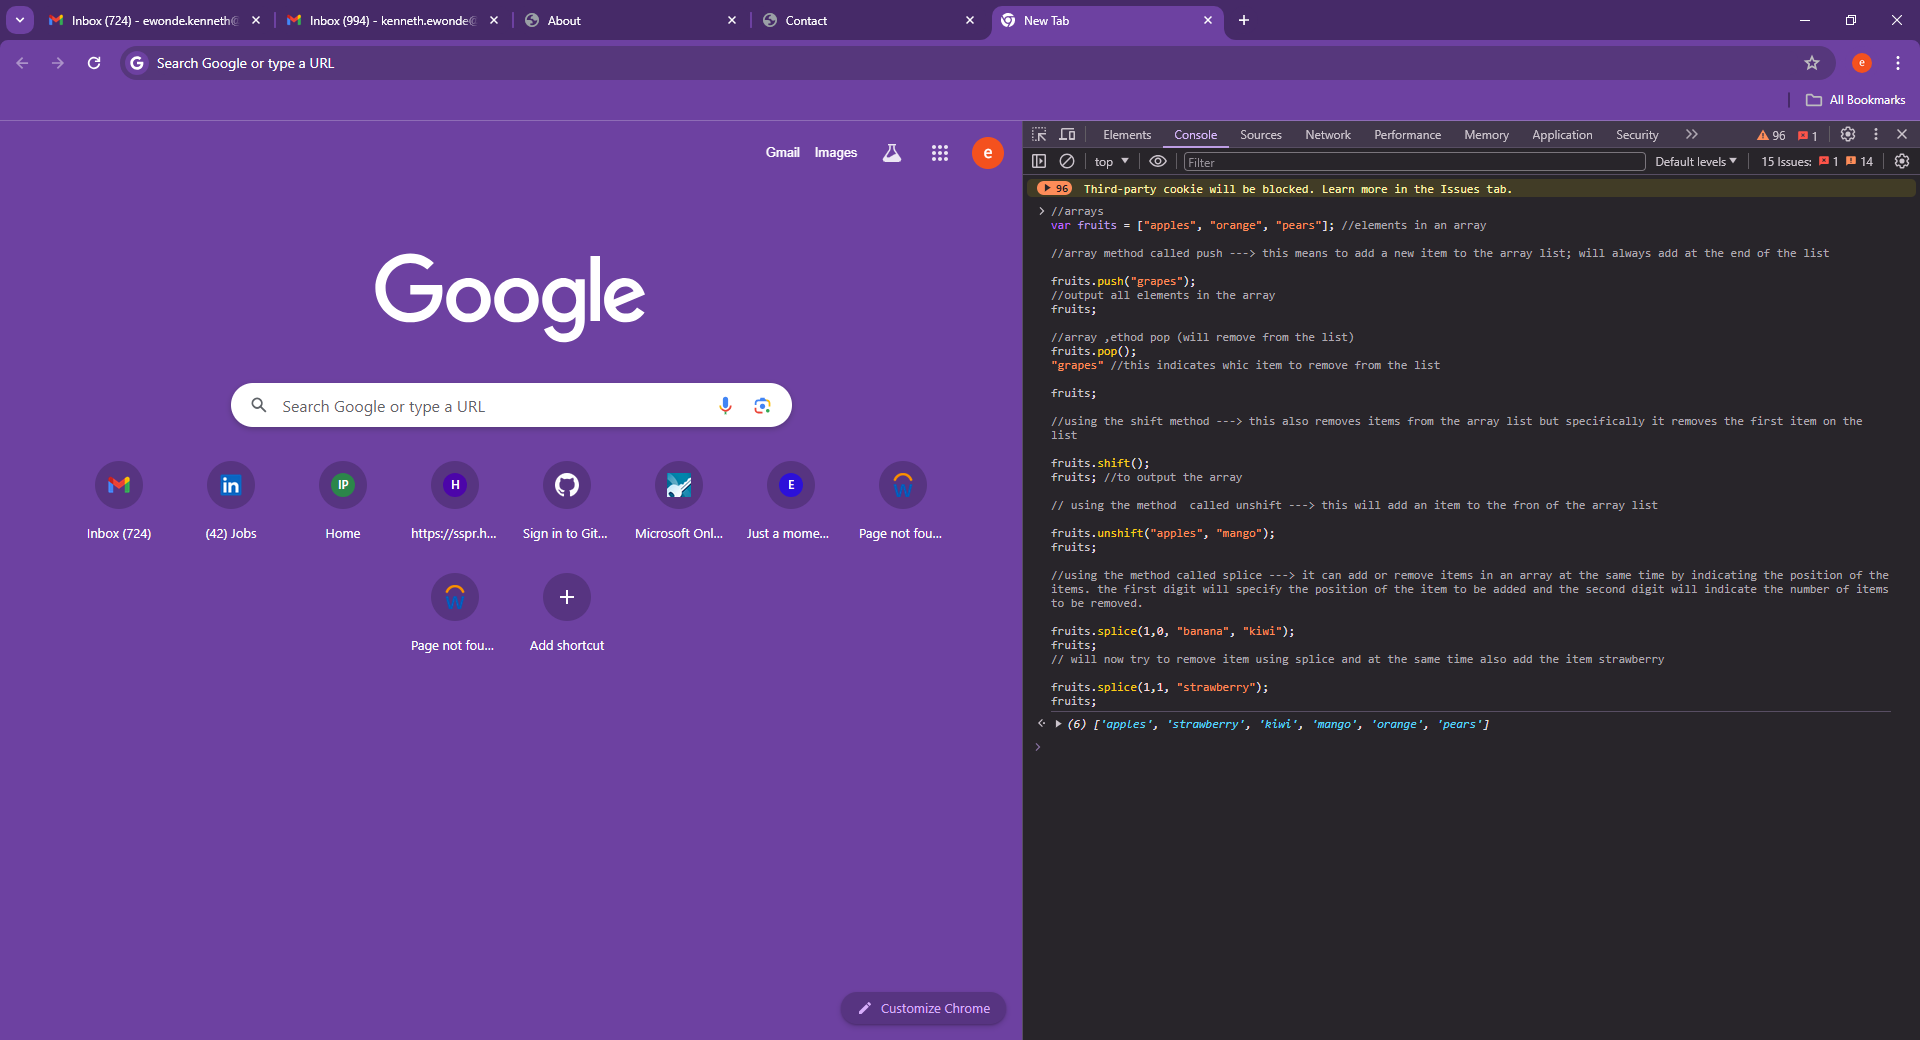 Inbox (724) - ewonde.kenneth@
Inbox (994) - kenneth.ewonde@
About
Contact
New Tab
G Search Google or type a URL
e
All Bookmarks
Gmail
Images
e
Google
Search Google or type a URL
Inbox (724)
in
(42) Jobs
IP
Home
H
https://sspr.h...
Sign in to Git...
Microsoft Onl...
E
Just a mome...
W
Page not fou...
W
Page not fou...
Add shortcut
Customize Chrome
Elements
Console
Sources
Network
Performance
Memory
Application
Security
96
1
top
Filter
Default levels
15 Issues:
1
14
96 Third-party cookie will be blocked. Learn more in the Issues tab.
//arrays
var fruits = ["apples", "orange", "pears"]; //elements in an array
//array method called push ---> this means to add a new item to the array list; will always add at the end of the list
fruits.push("grapes");
//output all elements in the array
fruits;
//array ,ethod pop (will remove from the list)
fruits.pop();
"grapes" //this indicates whic item to remove from the list
fruits;
//using the shift method ---> this also removes items from the array list but specifically it removes the first item on the
list
fruits.shift();
fruits; //to output the array
// using the method  called unshift ---> this will add an item to the fron of the array list
fruits.unshift("apples", "mango");
fruits;
//using the method called splice ---> it can add or remove items in an array at the same time by indicating the position of the
items. the first digit will specify the position of the item to be added and the second digit will indicate the number of items
to be removed.
fruits.splice(1,0, "banana", "kiwi");
fruits;
// will now try to remove item using splice and at the same time also add the item strawberry
fruits.splice(1,1, "strawberry");
fruits;
(6) ['apples', 'strawberry', 'kiwi', 'mango', 'orange', 'pears']